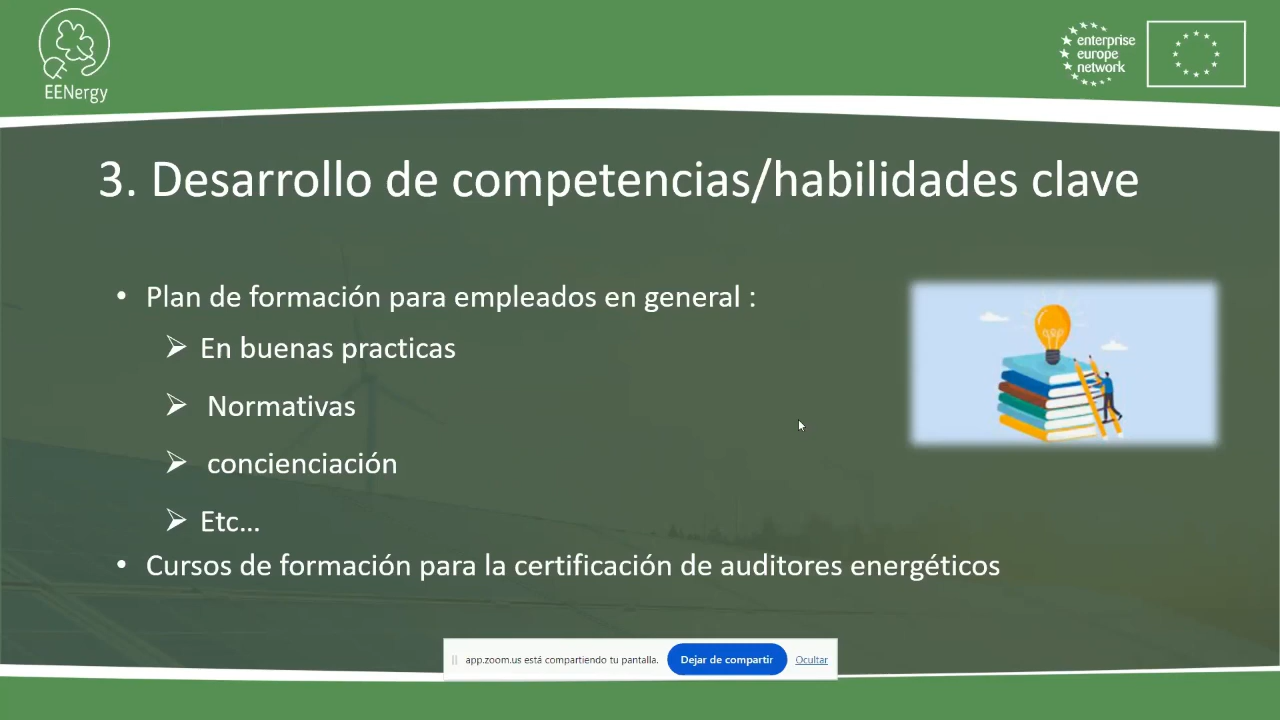 EENergy
enterprise
europe
network
3. Desarrollo de competencias/habilidades clave
• Plan de formación para empleados en general :
➢ En buenas practicas
➢ Normativas
➢ concienciación
➢ Etc...
• Cursos de formación para la certificación de auditores energéticos
app.zoom.us está compartiendo tu pantalla. Dejar de compartir Ocultar